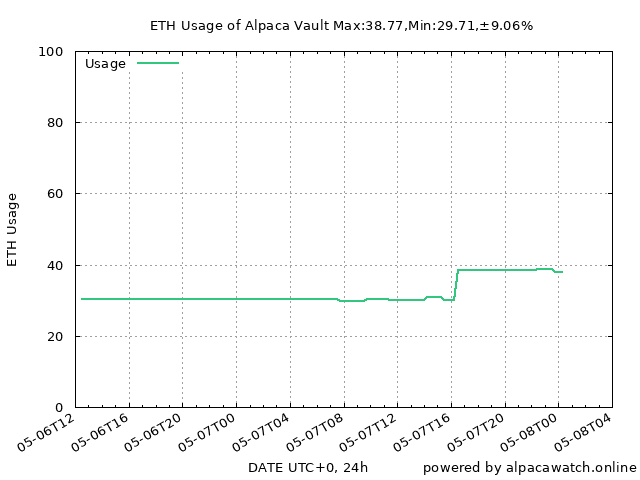 ETH Usage of Alpaca Vault Max:38.77,Min:29.71,±9.06%
100
Usage
80
60
ETH Usage
40
20
0
05-06T12 05-06T16 05-06T20 05-07T00 05-07T04 05-07T08 05-07T12 05-07T16 05-07T20 05-08T00 05-08T04
DATE UTC+0, 24h powered by alpacawatch.online